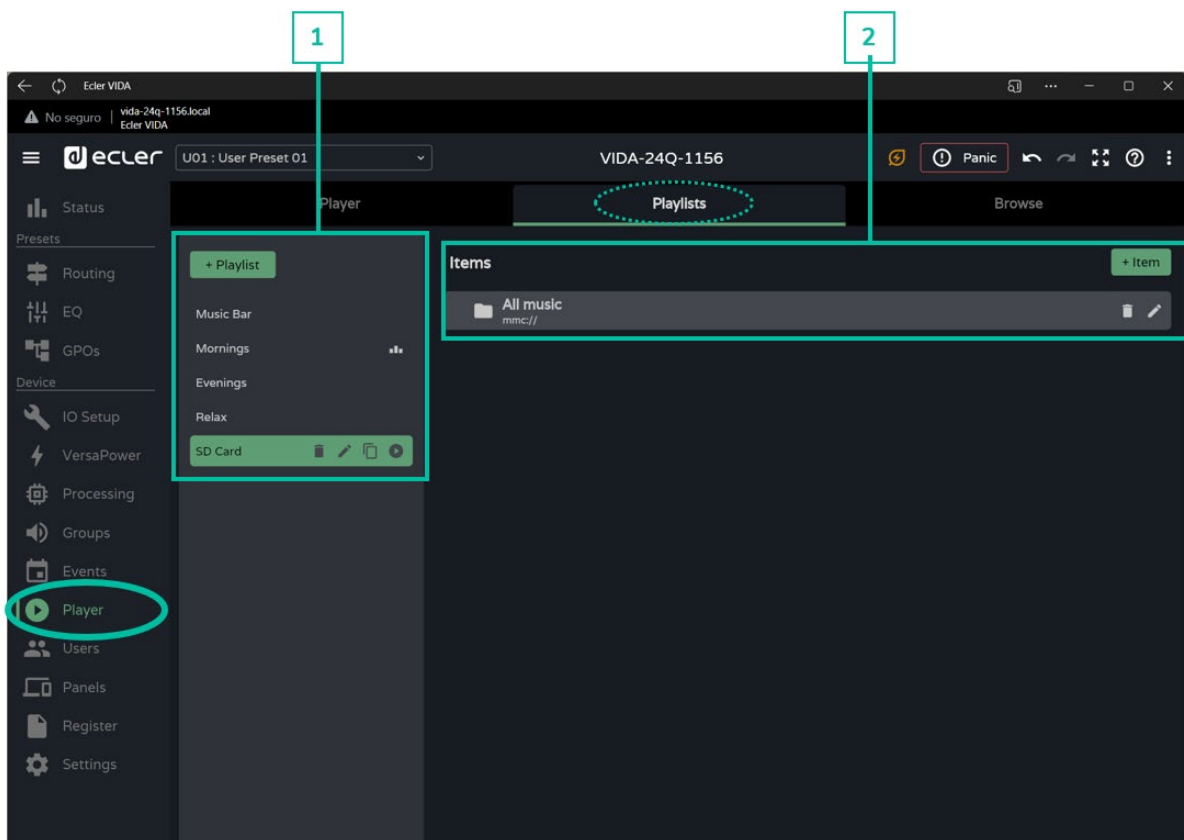 1
2
Ecler VIDA
No seguro
vida-24q-1156.local
Ecler VIDA
ecler
U01 : User Preset 01
VIDA-24Q-1156
Panic
Player
Playlists
Browse
Status
Presets
Routing
EQ
GPOs
Device
IO Setup
VersaPower
Processing
Groups
Events
Player
Users
Panels
Register
Settings
+ Playlist
Music Bar
Mornings
Evenings
Relax
SD Card
Items
+ Item
All music
mmc://